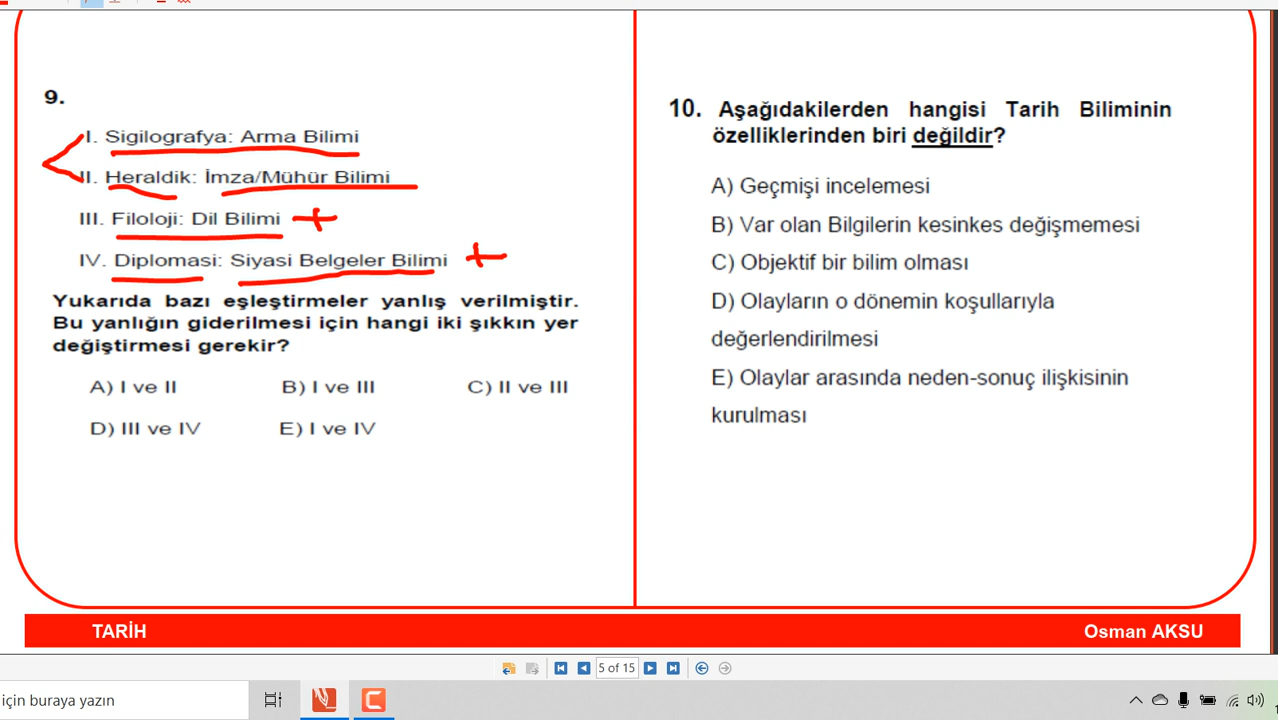 9.
I. Sigilografya: Arma Bilimi
II. Heraldik: İmza/Mühür Bilimi
III. Filoloji: Dil Bilimi
IV. Diplomasi: Siyasi Belgeler Bilimi
Yukarıda bazı eşleştirmeler yanlış verilmiştir.
Bu yanlığın giderilmesi için hangi iki şıkkın yer
değiştirmesi gerekir?
A) I ve II B) I ve III C) II ve III
D) III ve IV E) I ve IV
10. Aşağıdakilerden hangisi Tarih Biliminin
özelliklerinden biri değildir?
A) Geçmişi incelemesi
B) Var olan Bilgilerin kesinkes değişmemesi
C) Objektif bir bilim olması
D) Olayların o dönemin koşullarıyla
değerlendirilmesi
E) Olaylar arasında neden-sonuç ilişkisinin
kurulması
TARİH Osman AKSU
5 of 15
için buraya yazın